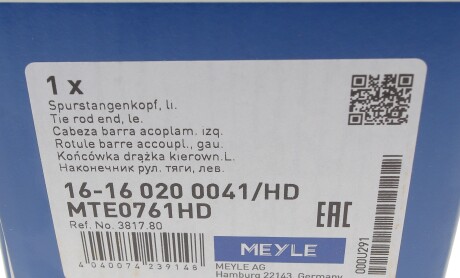 1 x
Spurstangenkopf, li.
Tie rod end, le.
Cabeza barra acoplam. izq.
Rotule barre accoupl., gau.
Końcówka drążka kierown.L.
Наконечник рул. тяги, лев.
16-16 020 0041/HD
MTE0761HD
Ref. No. 3817.80
EAC
MEYLE
4 040074 239148
MEYLE AG
Hamburg 22143, Germany
000U291